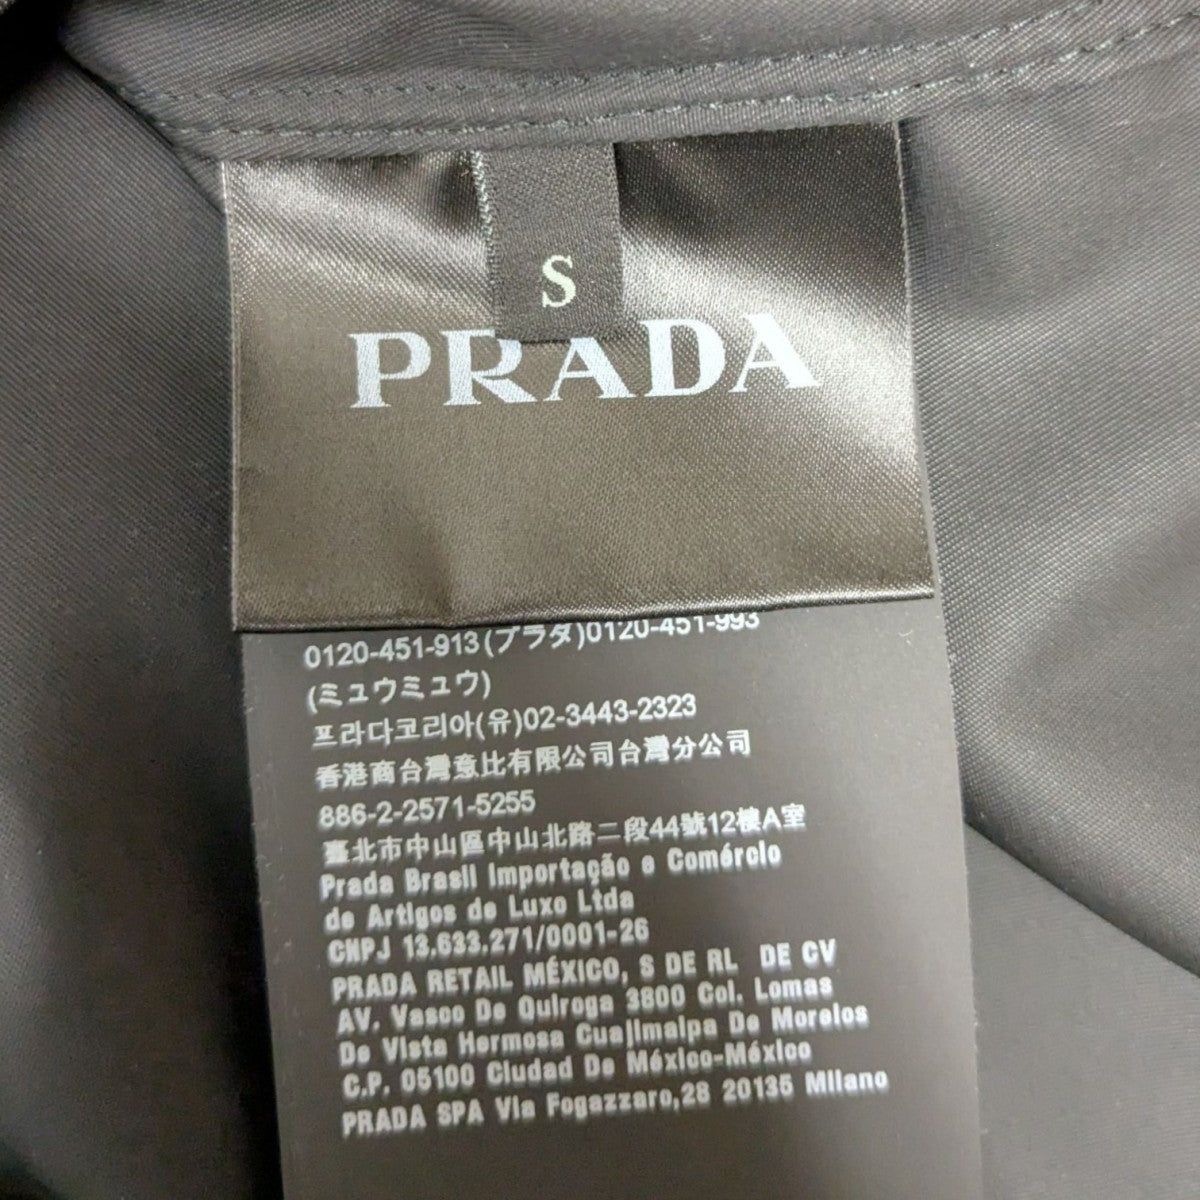 S
PRADA
0120-451-913(プラダ)0120-451-993
(ミュウミュウ)
프라다코리아(유)02-3443-2323
香港商台灣意比有限公司台灣分公司
886-2-2571-5255
臺北市中山區中山北路二段44號12樓A室
Prada Brasil Importação e Comércio
de Artigos de Luxo Ltda
CNPJ 13.633.271/0001-26
PRADA RETAIL MÉXICO, S DE RL DE CV
AV. Vasco De Quiroga 3800 Col. Lomas
De Vista Hermosa Cuajimalpa De Morelos
C.P. 05100 Ciudad De México-México
PRADA SPA Via Fogazzaro,28 20135 Milano